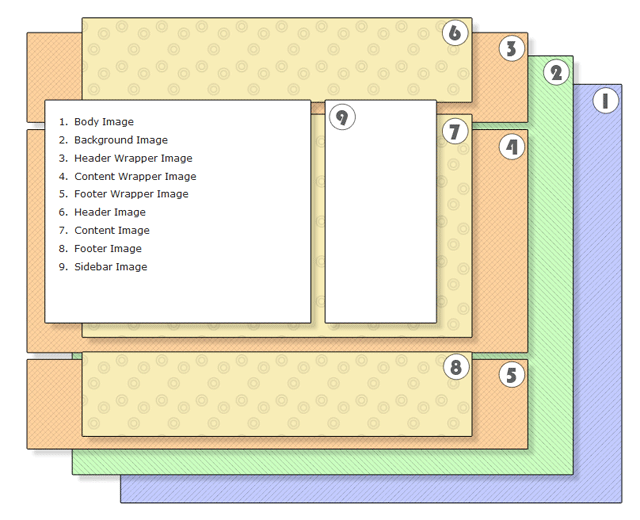 6
3
2
1
9
7
4
1. Body Image
2. Background Image
3. Header Wrapper Image
4. Content Wrapper Image
5. Footer Wrapper Image
6. Header Image
7. Content Image
8. Footer Image
9. Sidebar Image
8
5